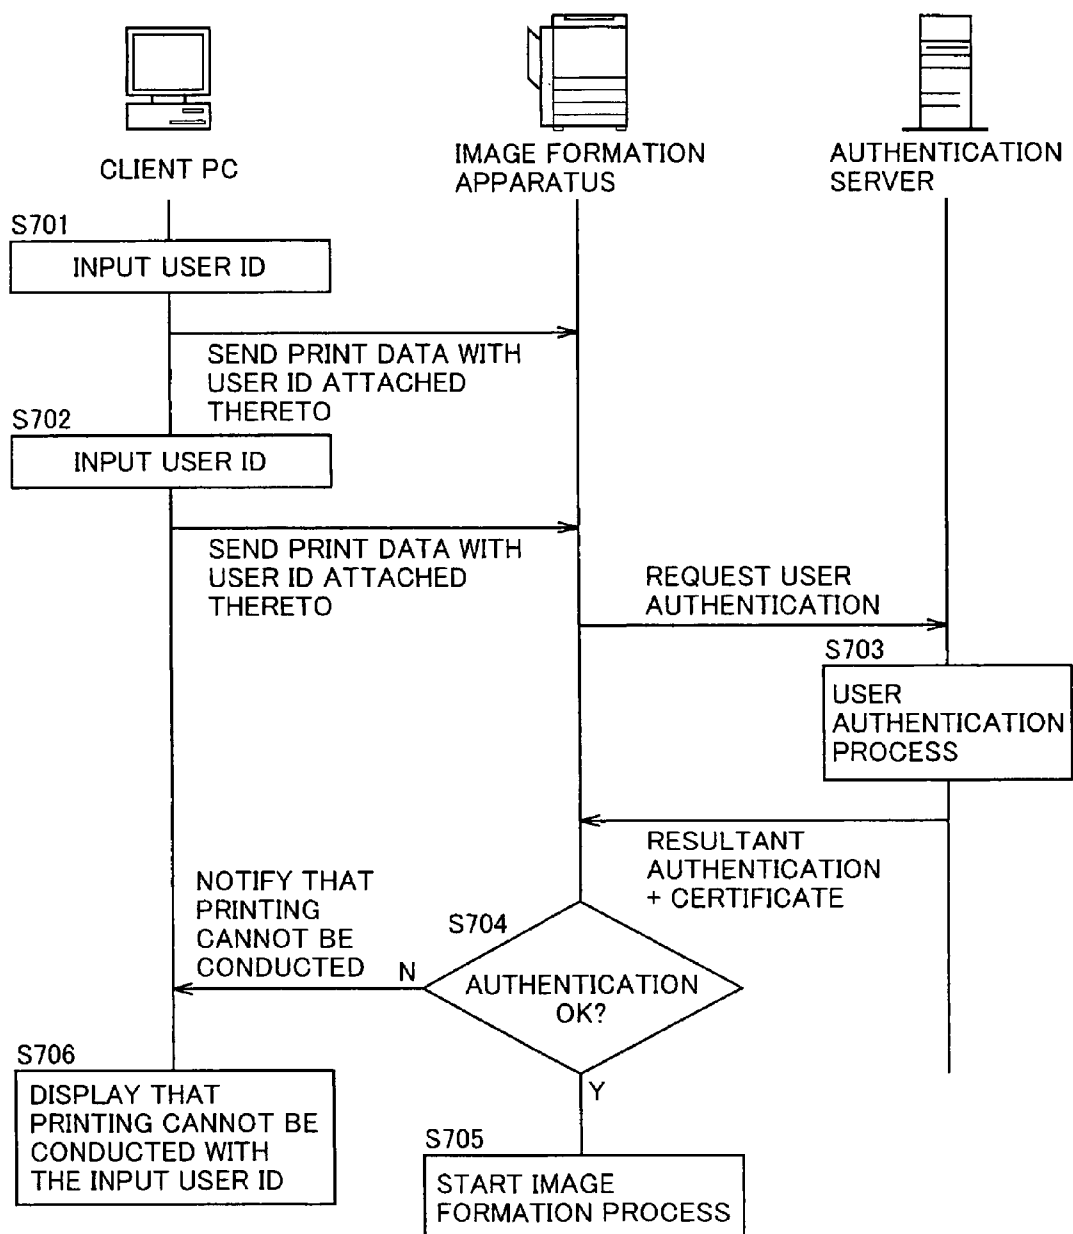 CLIENT PC
IMAGE FORMATION
APPARATUS
AUTHENTICATION
SERVER
S701
INPUT USER ID
SEND PRINT DATA WITH
USER ID ATTACHED
THERETO
S702
INPUT USER ID
SEND PRINT DATA WITH
USER ID ATTACHED
THERETO
REQUEST USER
AUTHENTICATION
S703
USER
AUTHENTICATION
PROCESS
RESULTANT
AUTHENTICATION
+ CERTIFICATE
NOTIFY THAT
PRINTING
CANNOT BE
CONDUCTED
N
S704
AUTHENTICATION
OK?
Y
S706
DISPLAY THAT
PRINTING CANNOT BE
CONDUCTED WITH
THE INPUT USER ID
S705
START IMAGE
FORMATION PROCESS